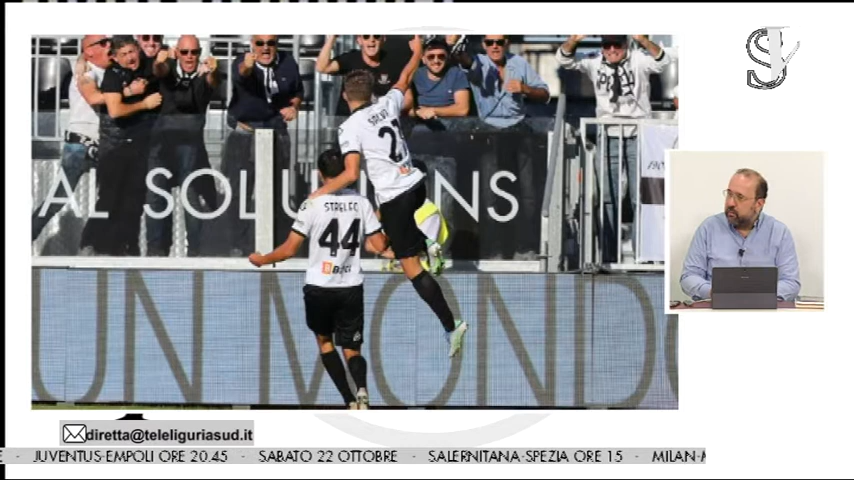 AL SOLUTIONS
STRELEC
44
UN MONDO
diretta@teleliguriasud.it
- JUVENTUS-EMPOLI ORE 20.45 - SABATO 22 OTTOBRE - SALERNITANA-SPEZIA ORE 15 - MILAN-M